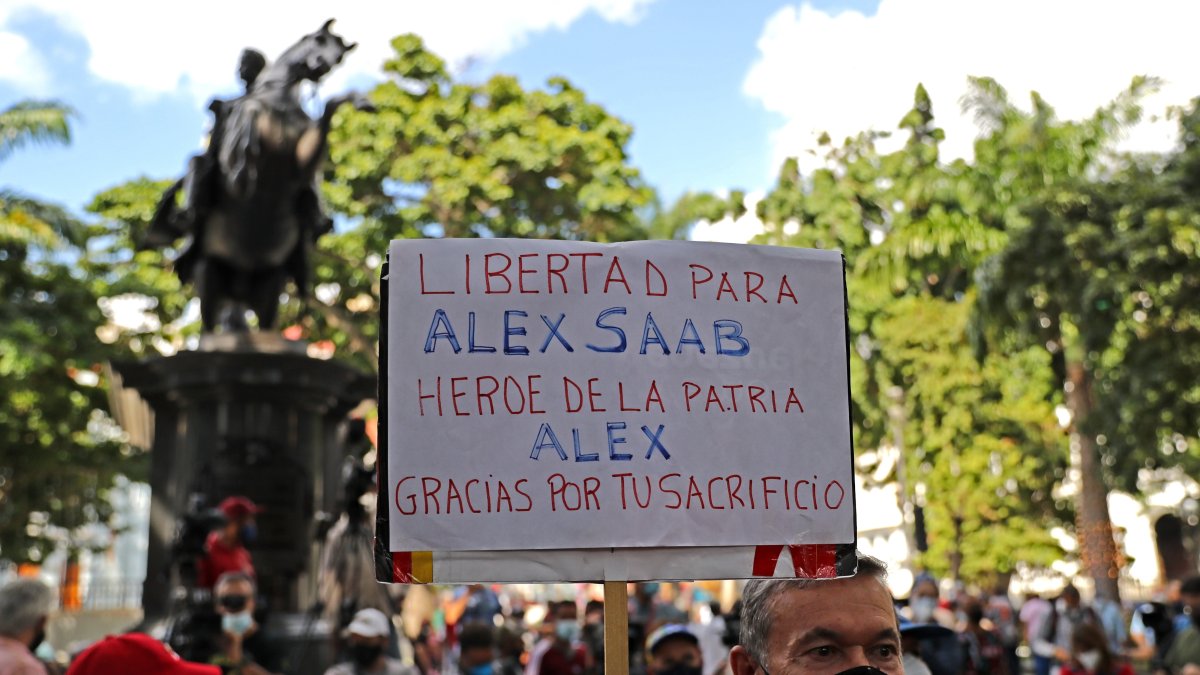 LIBERTAD PARA
ALEX SAAB
HEROE DE LA PATRIA
ALEX
GRACIAS POR TU SACRIFICIO